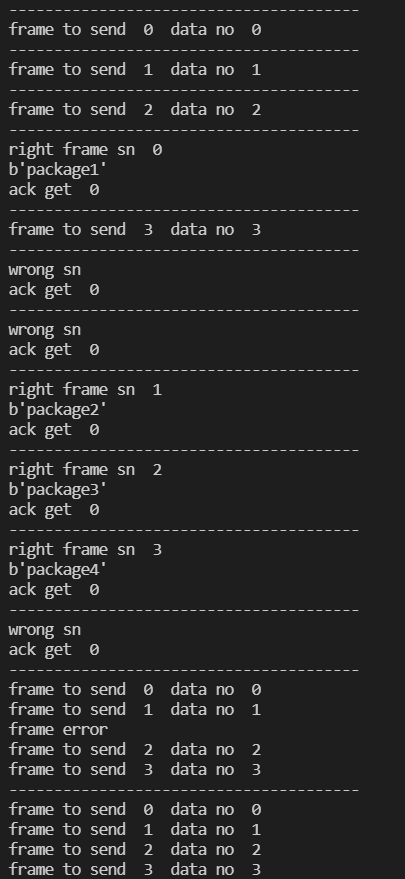 ---------------------------------------
frame to send  0  data no  0
---------------------------------------
frame to send  1  data no  1
---------------------------------------
frame to send  2  data no  2
---------------------------------------
right frame sn  0
b'package1'
ack get  0
---------------------------------------
frame to send  3  data no  3
---------------------------------------
wrong sn
ack get  0
---------------------------------------
wrong sn
ack get  0
---------------------------------------
right frame sn  1
b'package2'
ack get  0
---------------------------------------
right frame sn  2
b'package3'
ack get  0
---------------------------------------
right frame sn  3
b'package4'
ack get  0
---------------------------------------
wrong sn
ack get  0
---------------------------------------
frame to send  0  data no  0
frame to send  1  data no  1
frame error
frame to send  2  data no  2
frame to send  3  data no  3
---------------------------------------
frame to send  0  data no  0
frame to send  1  data no  1
frame to send  2  data no  2
frame to send  3  data no  3